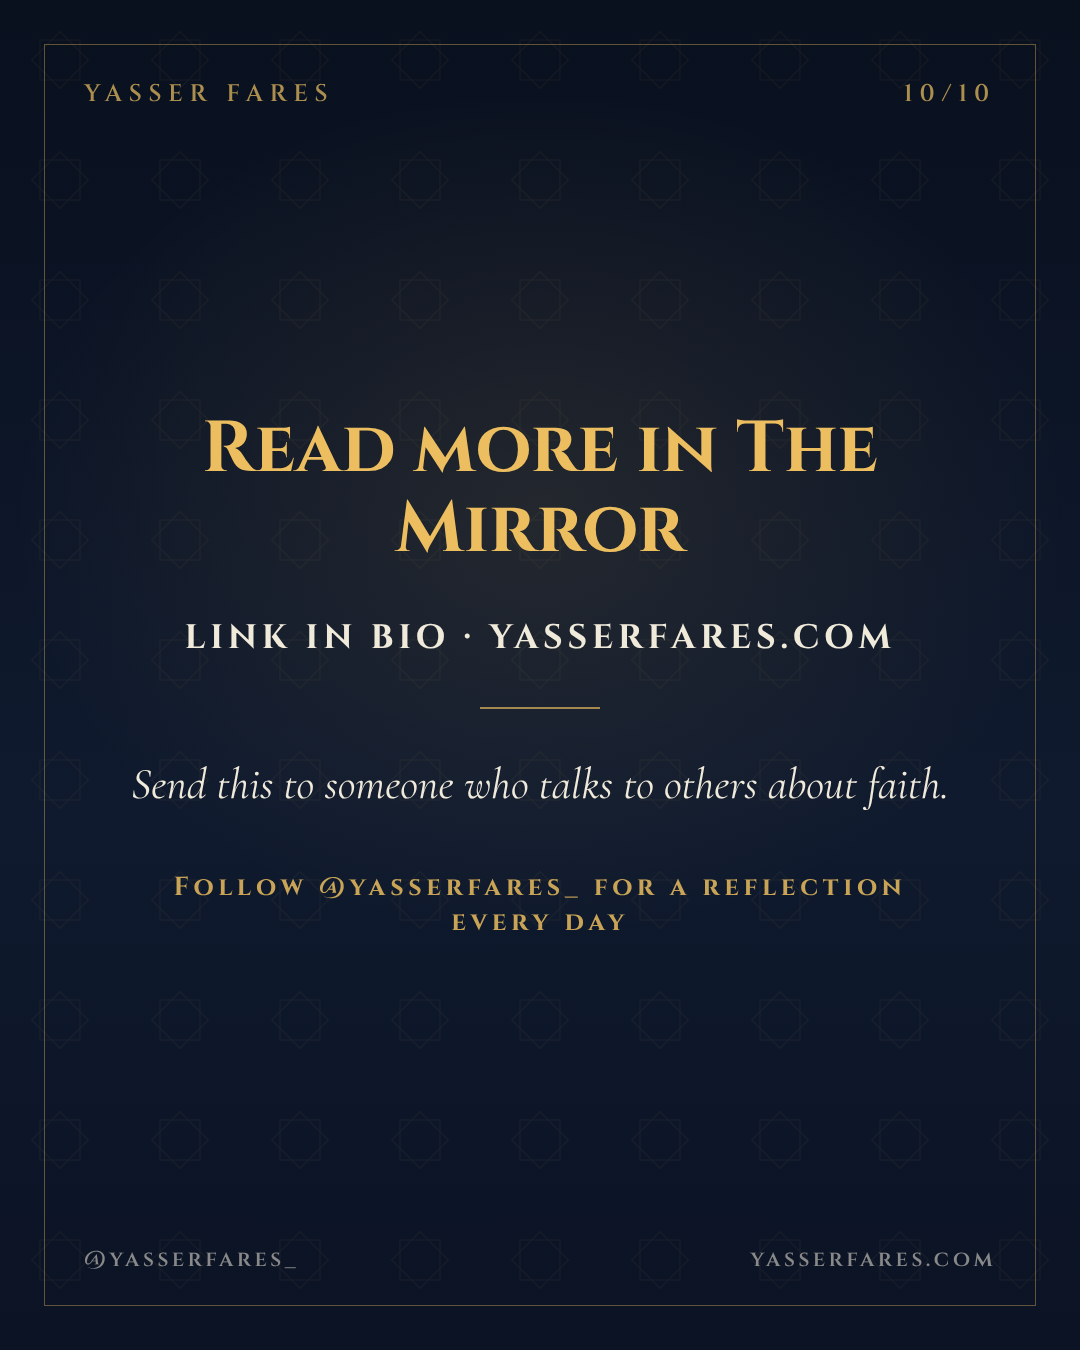 YASSER FARES
10/10
Read more in The
Mirror
LINK IN BIO · YASSERFARES.COM
Send this to someone who talks to others about faith.
Follow @yasserfares_ for a reflection
every day
@YASSERFARES_
YASSERFARES.COM